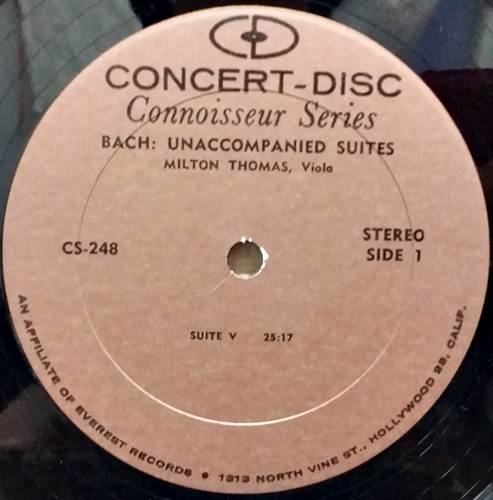 CD
CONCERT-DISC
Connoisseur Series
BACH: UNACCOMPANIED SUITES
MILTON THOMAS, Viola
CS-248
STEREO
SIDE 1
SUITE V 25:17
AN AFFILIATE OF EVEREST RECORDS • 1313 NORTH VINE ST., HOLLYWOOD 28, CALIF.